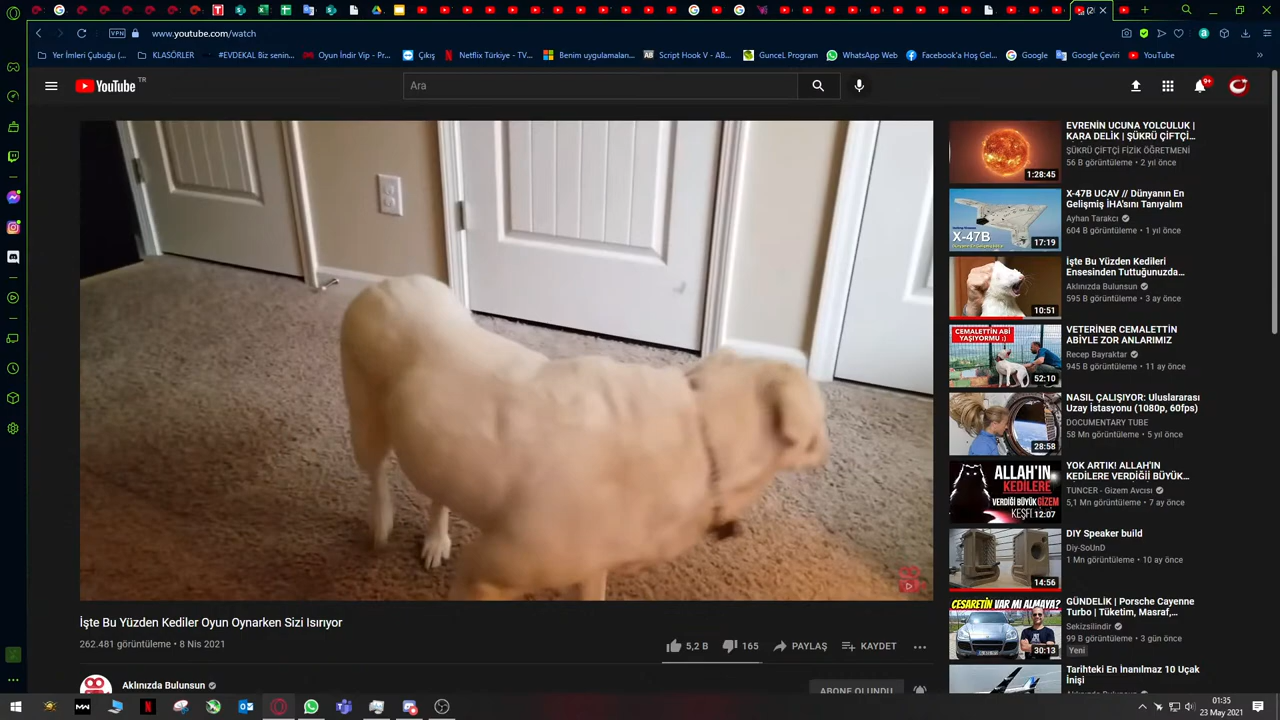 VPN
www.youtube.com/watch
Yer İmleri Çubuğu (...
KLASÖRLER
#EVDEKAL Biz senin...
Oyun İndir Vip - Pr...
Çıkış
Netflix Türkiye - TV...
Benim uygulamaları...
Script Hook V - AB...
GunceL Program
WhatsApp Web
Facebook'a Hoş Gel...
Google
Google Çeviri
YouTube
YouTube TR
Ara
9+
EVRENİN UCUNA YOLCULUK |
KARA DELİK | ŞÜKRÜ ÇİFTÇİ...
ŞÜKRÜ ÇİFTÇİ FİZİK ÖĞRETMENİ
56 B görüntüleme • 2 yıl önce
1:28:45
X-47B UCAV // Dünyanın En
Gelişmiş İHA'sını Tanıyalım
Ayhan Tarakcı
604 B görüntüleme • 1 yıl önce
X-47B
17:19
İşte Bu Yüzden Kedileri
Ensesinden Tuttuğunuzda...
Aklınızda Bulunsun
595 B görüntüleme • 3 ay önce
10:51
CEMALETTİN ABİ
YAŞIYORMU :)
VETERİNER CEMALETTİN
ABİYLE ZOR ANLARIMIZ
Recep Bayraktar
945 B görüntüleme • 11 ay önce
52:10
NASIL ÇALIŞIYOR: Uluslararası
Uzay İstasyonu (1080p, 60fps)
DOCUMENTARY TUBE
58 Mn görüntüleme • 5 yıl önce
28:58
ALLAH'IN
KEDİLERE
VERDİĞİ BÜYÜK GİZEM
KEŞFİ
12:07
YOK ARTIK! ALLAH'IN
KEDİLERE VERDİĞİİ BÜYÜK...
TUNCER - Gizem Avcısı
5,1 Mn görüntüleme • 7 ay önce
DIY Speaker build
Diy-SoUnD
1 Mn görüntüleme • 10 ay önce
14:56
CESARETİN VAR MI ALMAYA?
GÜNDELİK | Porsche Cayenne
Turbo | Tüketim, Masraf,...
Sekizsilindir
99 B görüntüleme • 3 gün önce
Yeni
30:13
Tarihteki En İnanılmaz 10 Uçak
İnişi
İşte Bu Yüzden Kediler Oyun Oynarken Sizi Isırıyor
262.481 görüntüleme • 8 Nis 2021
5,2 B
165
PAYLAŞ
KAYDET
Aklınızda Bulunsun
ABONE OLUNDU
01:35
23 May 2021